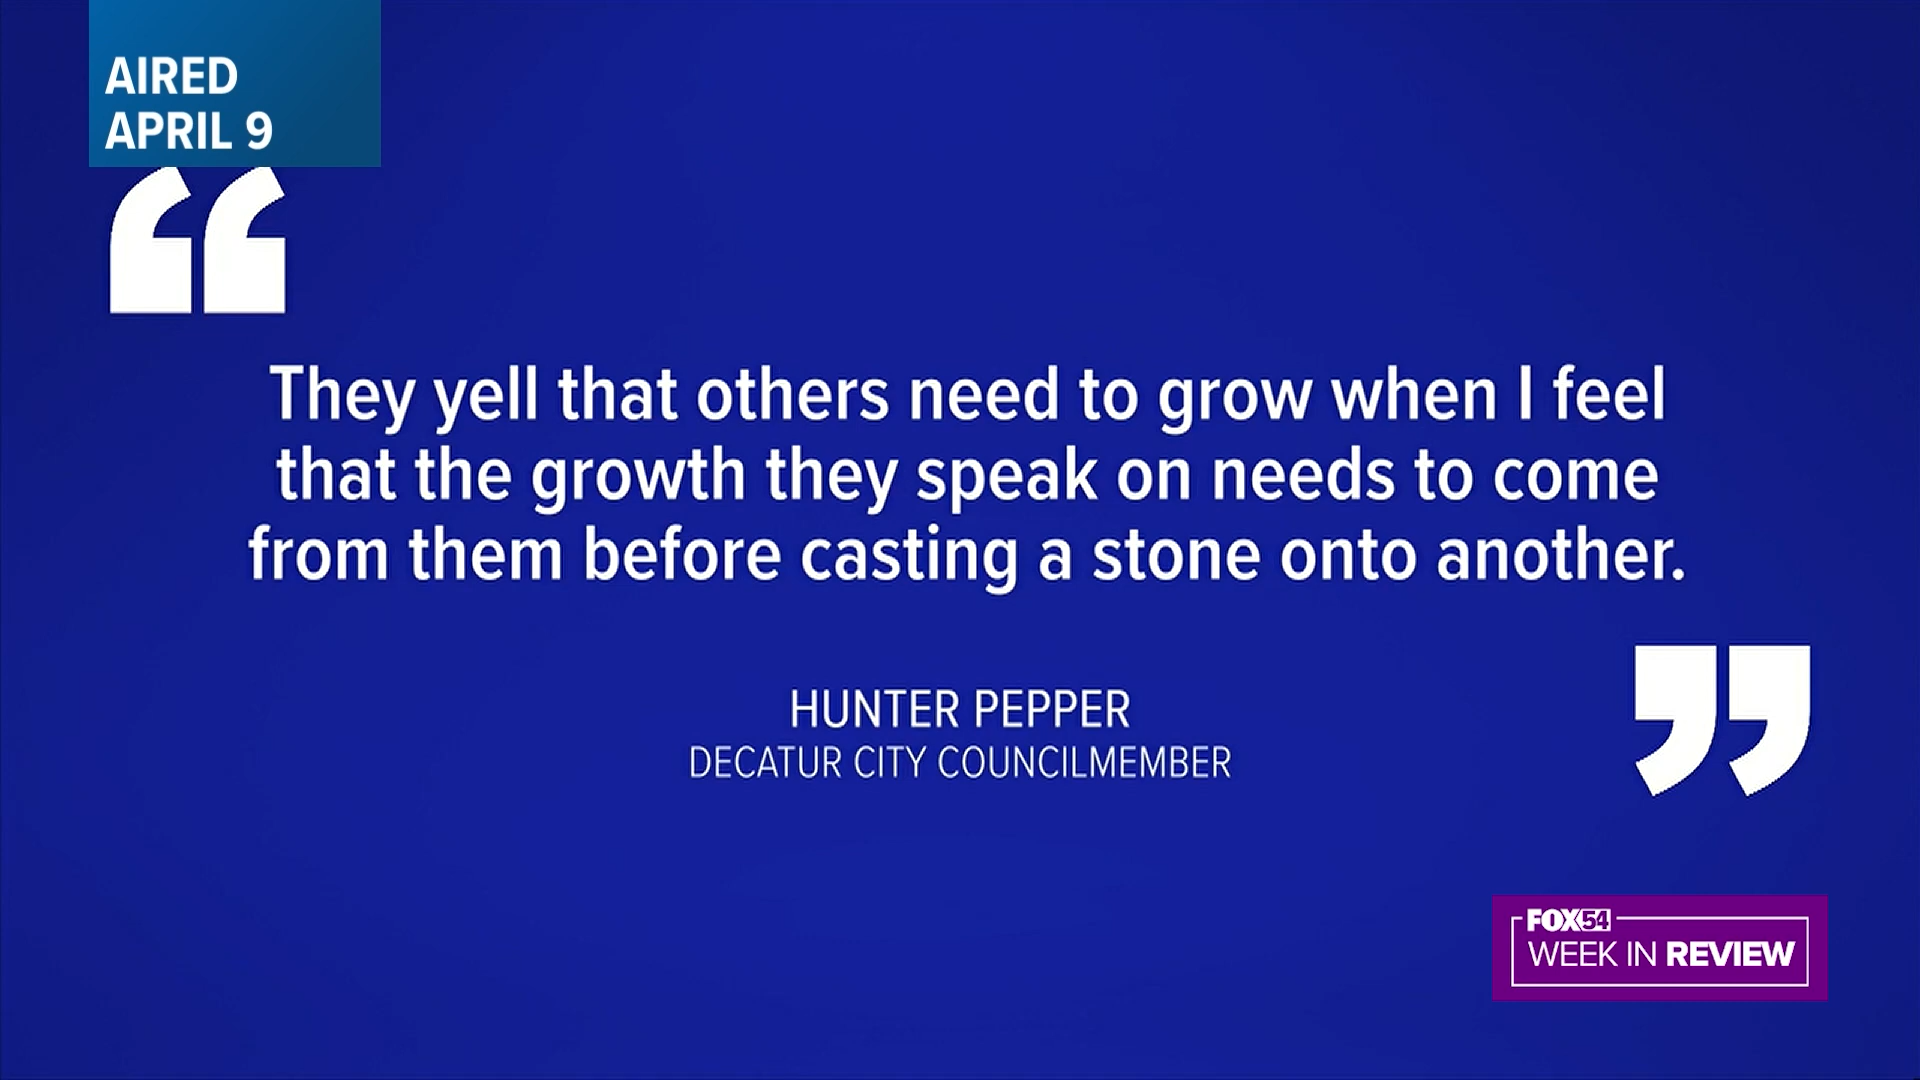 AIRED
APRIL 9
“
They yell that others need to grow when I feel
that the growth they speak on needs to come
from them before casting a stone onto another.
”
HUNTER PEPPER
DECATUR CITY COUNCILMEMBER
FOX54
WEEK IN REVIEW